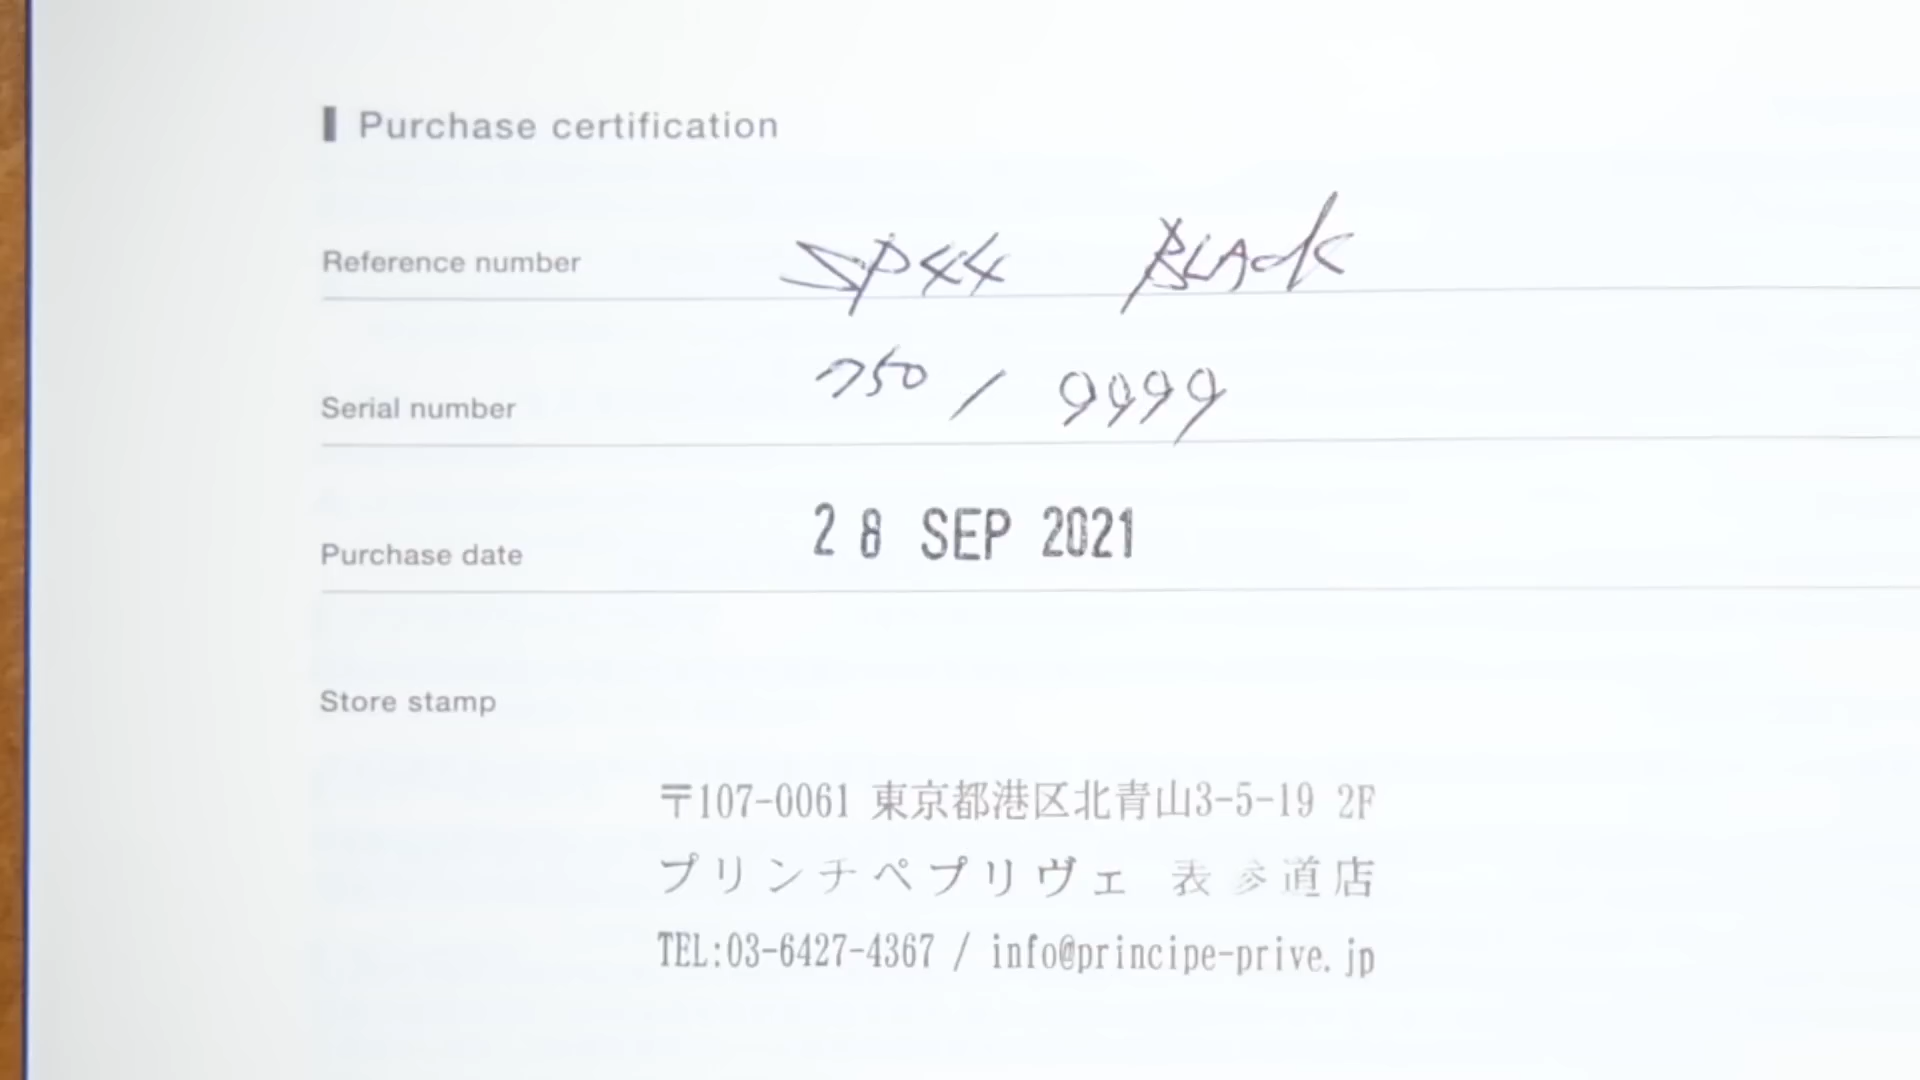 Purchase certification
Reference number SP44 BLAcK
Serial number 750 / 9999
Purchase date 28 SEP 2021
Store stamp
〒107-0061 東京都港区北青山3-5-19 2F
プリンチペプリヴェ 表参道店
TEL:03-6427-4367 / info@principe-prive.jp